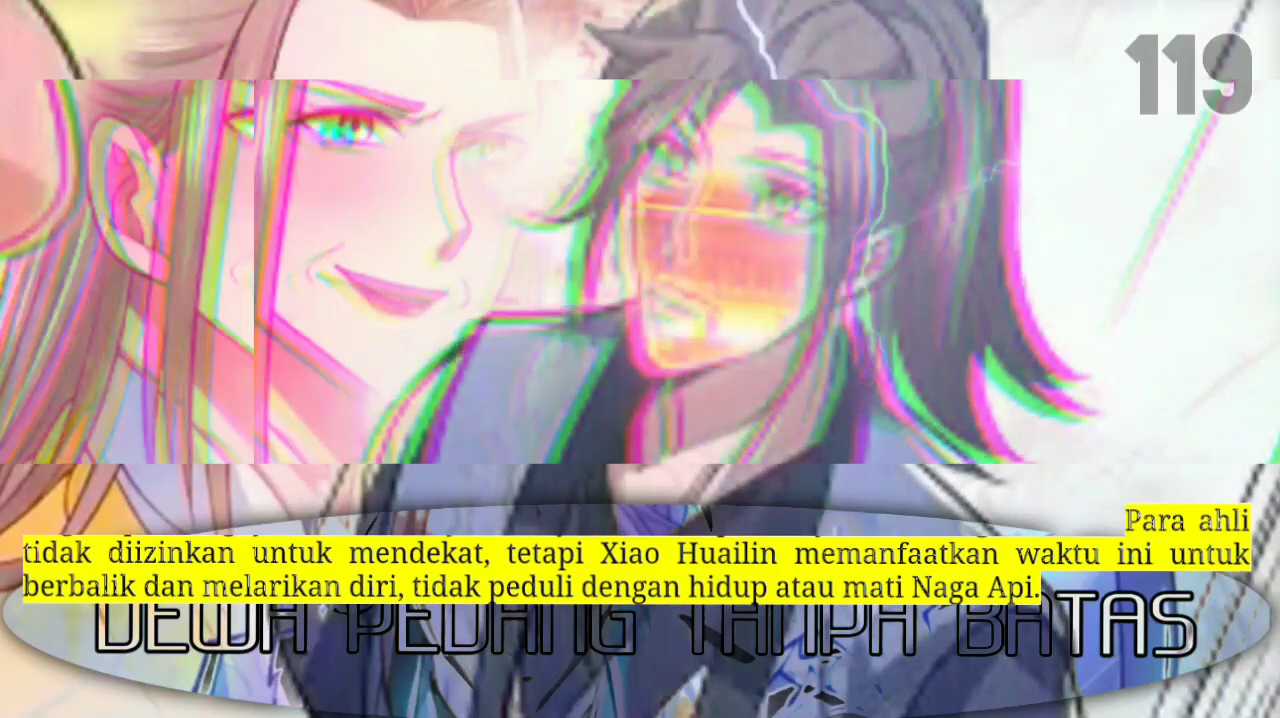 119
Para ahli
tidak diizinkan untuk mendekat, tetapi Xiao Huailin memanfaatkan waktu ini untuk
berbalik dan melarikan diri, tidak peduli dengan hidup atau mati Naga Api.
DEWA PEDANG TANPA BATAS